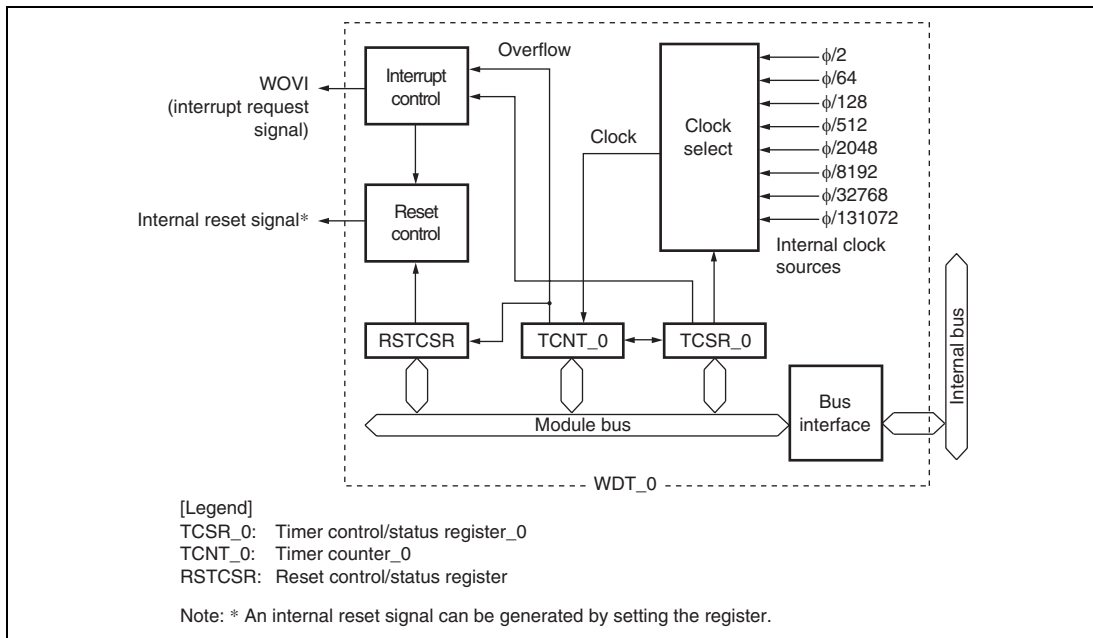 Overflow
Interrupt
control
WOVI
(interrupt request
signal)
Clock
Clock
select
ϕ/2
ϕ/64
ϕ/128
ϕ/512
ϕ/2048
ϕ/8192
ϕ/32768
ϕ/131072
Internal clock
sources
Reset
control
Internal reset signal*
RSTCSR
TCNT_0
TCSR_0
Module bus
Bus
interface
Internal bus
WDT_0
[Legend]
TCSR_0: Timer control/status register_0
TCNT_0: Timer counter_0
RSTCSR: Reset control/status register
Note: * An internal reset signal can be generated by setting the register.